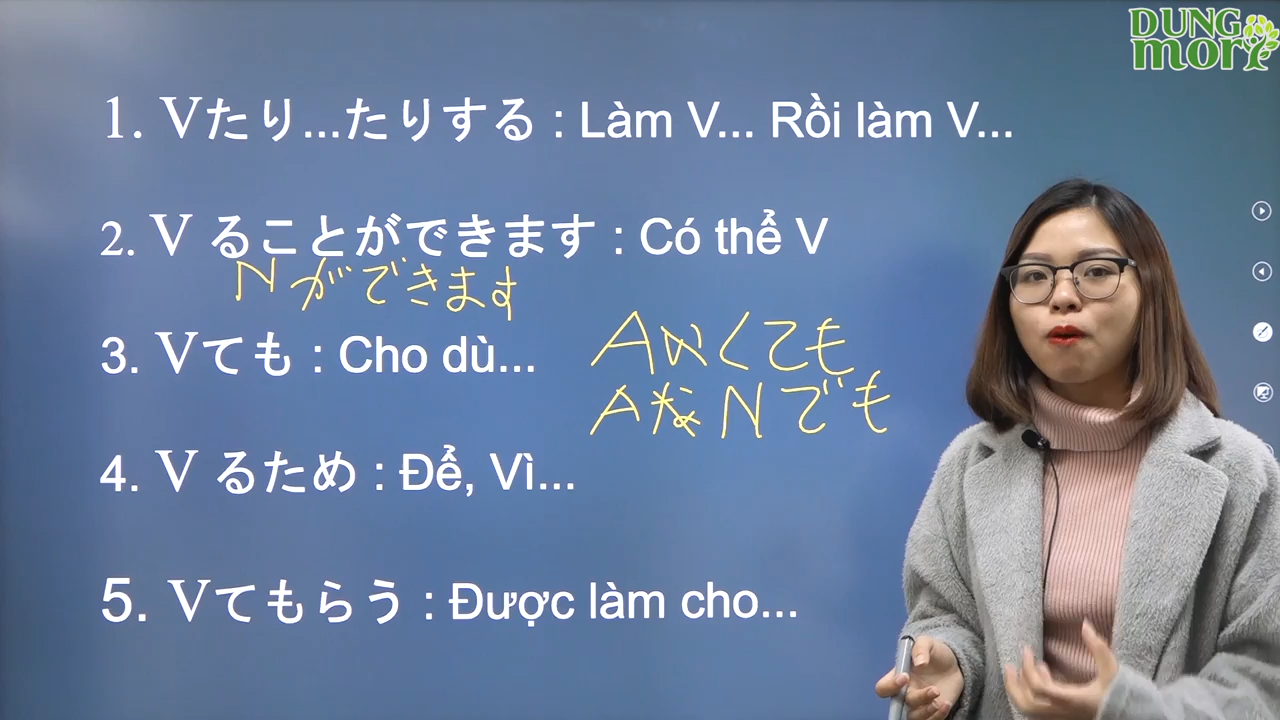 DUNG
mori
1. Vたり...たりする : Làm V... Rồi làm V...
2. V ることができます : Có thể V
Nができます
3. Vても : Cho dù...
Aいくても
Aな Nでも
4. V るため : Để, Vì...
5. Vてもらう : Được làm cho...